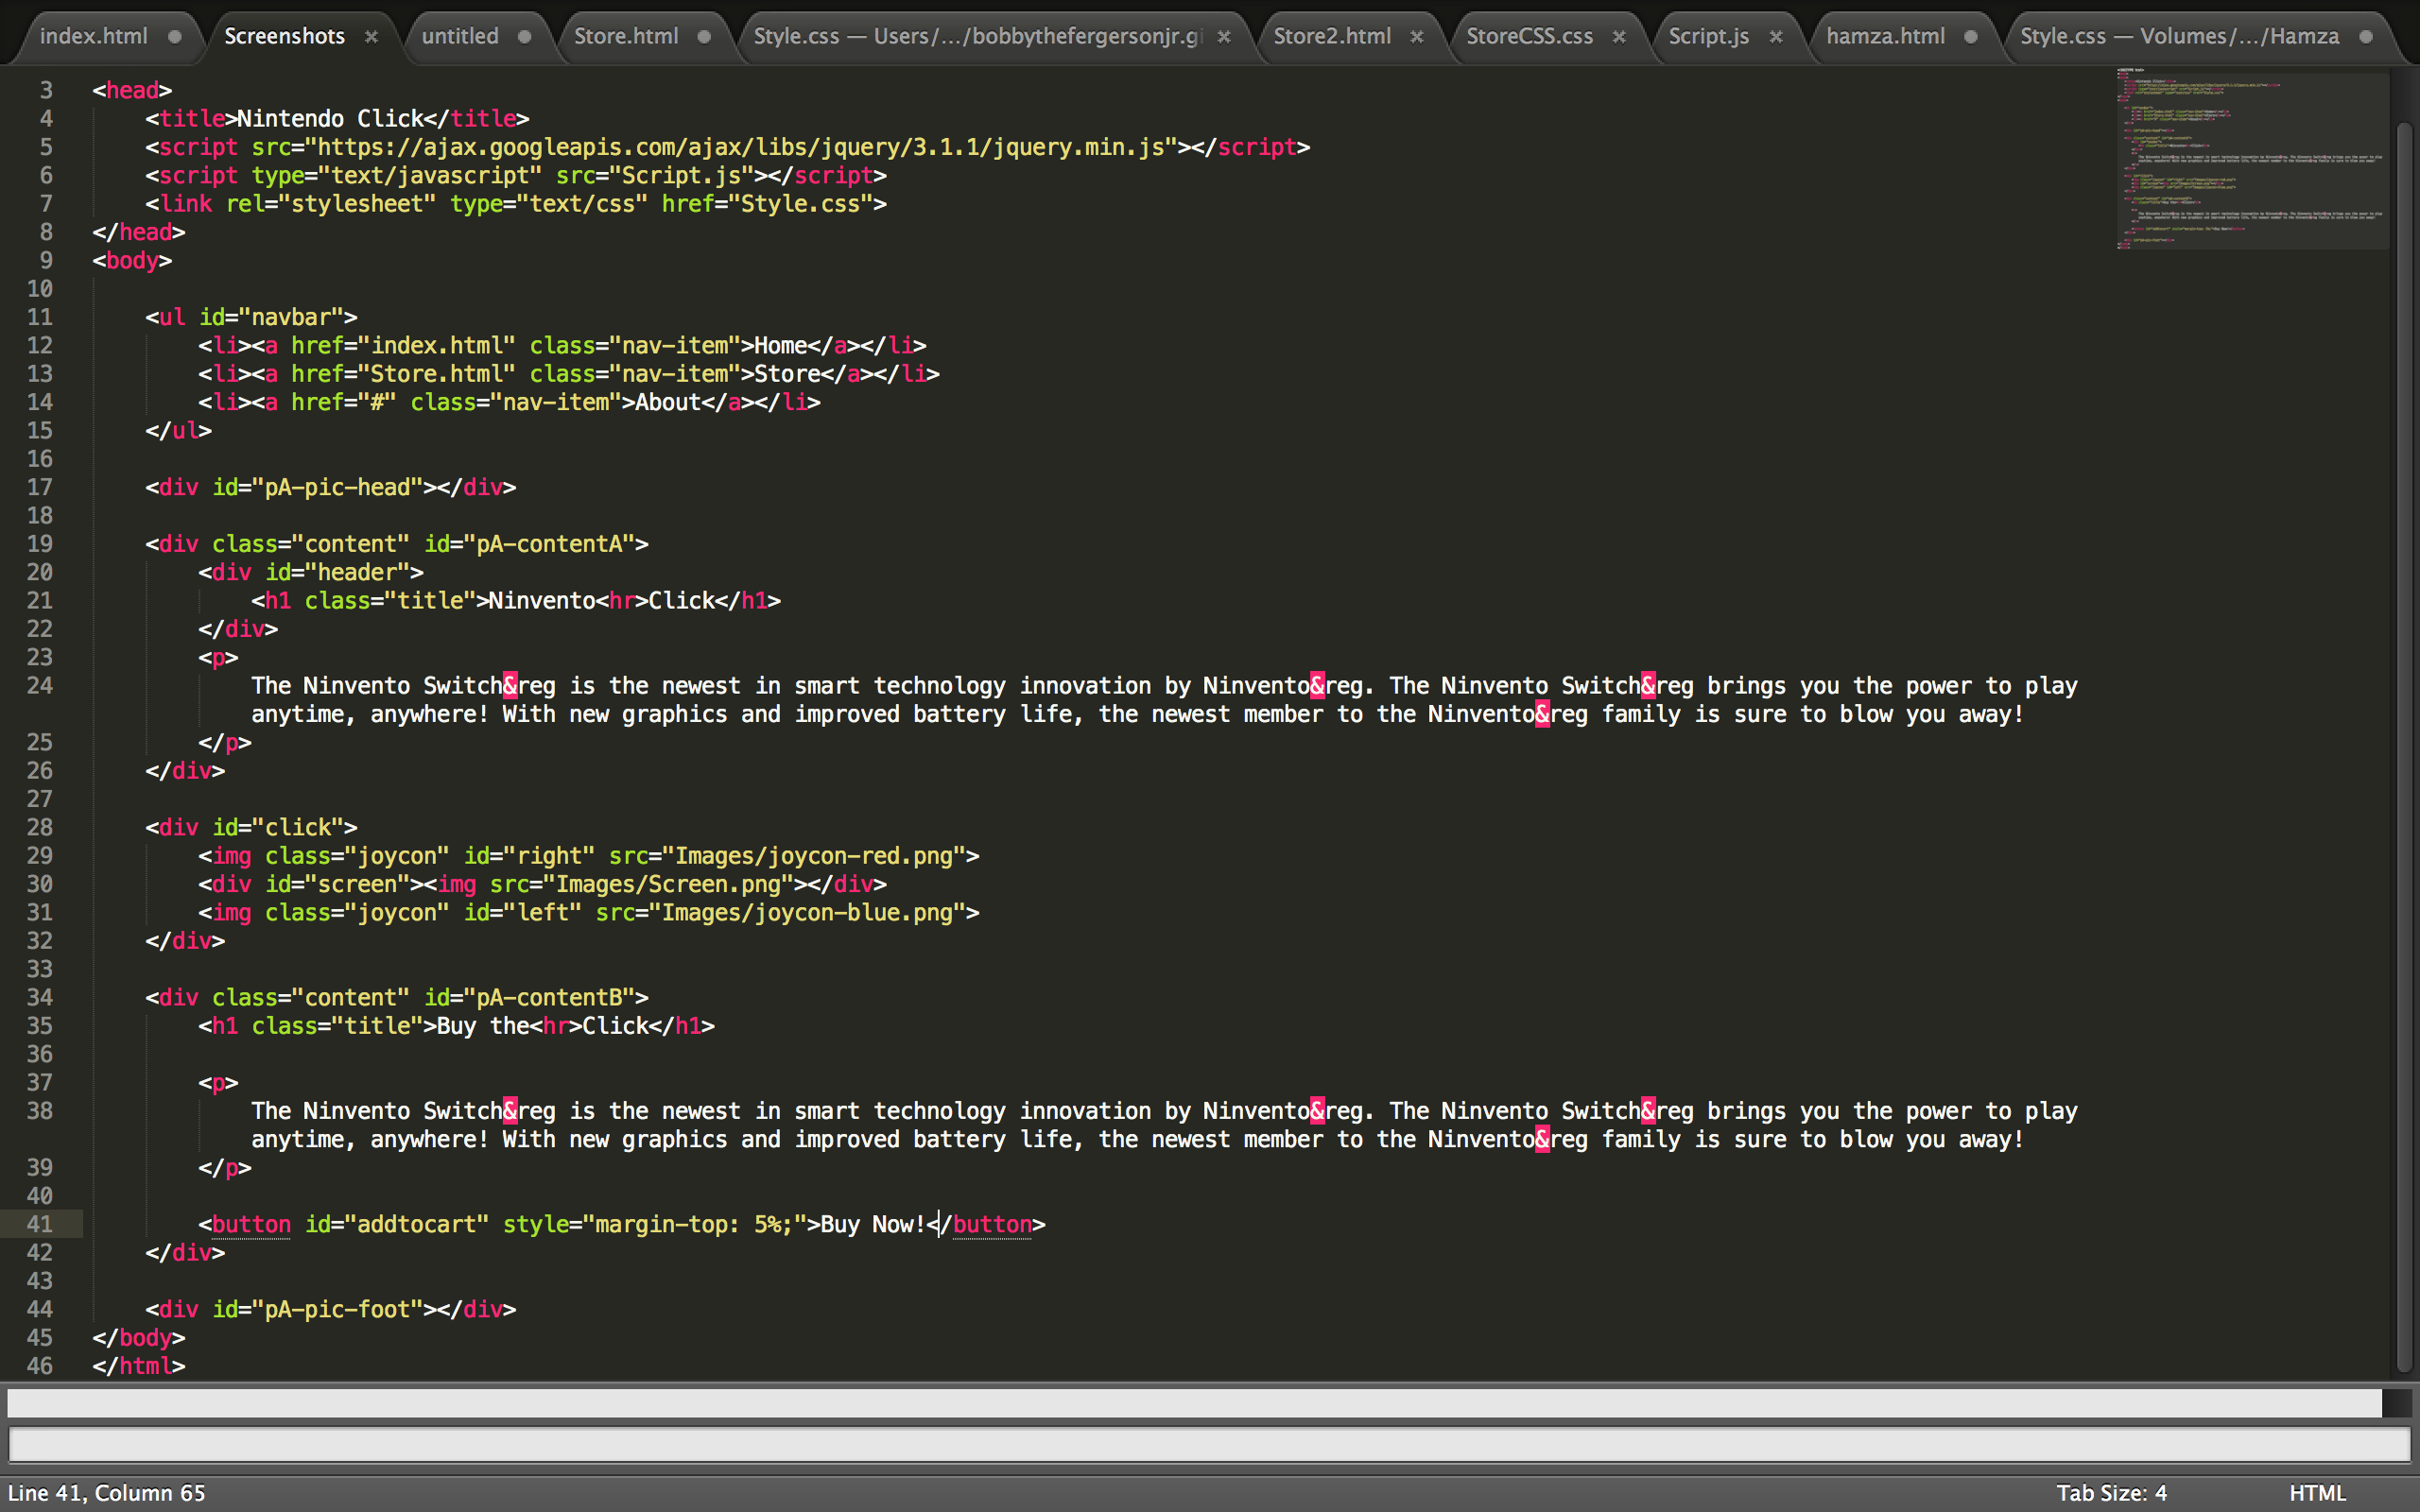 index.html Screenshots untitled Store.html Style.css — Users/.../bobbythefergersonjr.gi Store2.html StoreCSS.css Script.js hamza.html Style.css — Volumes/.../Hamza
3 <head>
4 <title>Nintendo Click</title>
5 <script src="https://ajax.googleapis.com/ajax/libs/jquery/3.1.1/jquery.min.js"></script>
6 <script type="text/javascript" src="Script.js"></script>
7 <link rel="stylesheet" type="text/css" href="Style.css">
8 </head>
9 <body>
10
11 <ul id="navbar">
12 <li><a href="index.html" class="nav-item">Home</a></li>
13 <li><a href="Store.html" class="nav-item">Store</a></li>
14 <li><a href="#" class="nav-item">About</a></li>
15 </ul>
16
17 <div id="pA-pic-head"></div>
18
19 <div class="content" id="pA-contentA">
20 <div id="header">
21 <h1 class="title">Ninvento<hr>Click</h1>
22 </div>
23 <p>
24 The Ninvento Switch&reg is the newest in smart technology innovation by Ninvento&reg. The Ninvento Switch&reg brings you the power to play
anytime, anywhere! With new graphics and improved battery life, the newest member to the Ninvento&reg family is sure to blow you away!
25 </p>
26 </div>
27
28 <div id="click">
29 <img class="joycon" id="right" src="Images/joycon-red.png">
30 <div id="screen"><img src="Images/Screen.png"></div>
31 <img class="joycon" id="left" src="Images/joycon-blue.png">
32 </div>
33
34 <div class="content" id="pA-contentB">
35 <h1 class="title">Buy the<hr>Click</h1>
36
37 <p>
38 The Ninvento Switch&reg is the newest in smart technology innovation by Ninvento&reg. The Ninvento Switch&reg brings you the power to play
anytime, anywhere! With new graphics and improved battery life, the newest member to the Ninvento&reg family is sure to blow you away!
39 </p>
40
41 <button id="addtocart" style="margin-top: 5%;">Buy Now!</button>
42 </div>
43
44 <div id="pA-pic-foot"></div>
45 </body>
46 </html>
Line 41, Column 65 Tab Size: 4 HTML